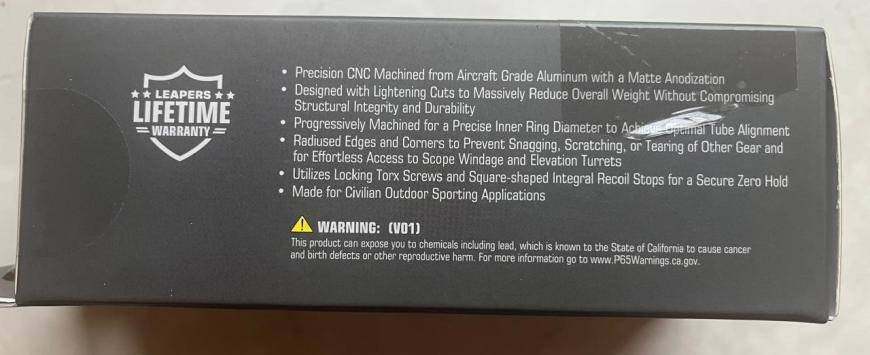 ★★ LEAPERS ★★
LIFETIME
WARRANTY
• Precision CNC Machined from Aircraft Grade Aluminum with a Matte Anodization
• Designed with Lightening Cuts to Massively Reduce Overall Weight Without Compromising
Structural Integrity and Durability
• Progressively Machined for a Precise Inner Ring Diameter to Achieve Optimal Tube Alignment
• Radiused Edges and Corners to Prevent Snagging, Scratching, or Tearing of Other Gear and
for Effortless Access to Scope Windage and Elevation Turrets
• Utilizes Locking Torx Screws and Square-shaped Integral Recoil Stops for a Secure Zero Hold
• Made for Civilian Outdoor Sporting Applications
WARNING: (V01)
This product can expose you to chemicals including lead, which is known to the State of California to cause cancer
and birth defects or other reproductive harm. For more information go to www.P65Warnings.ca.gov.